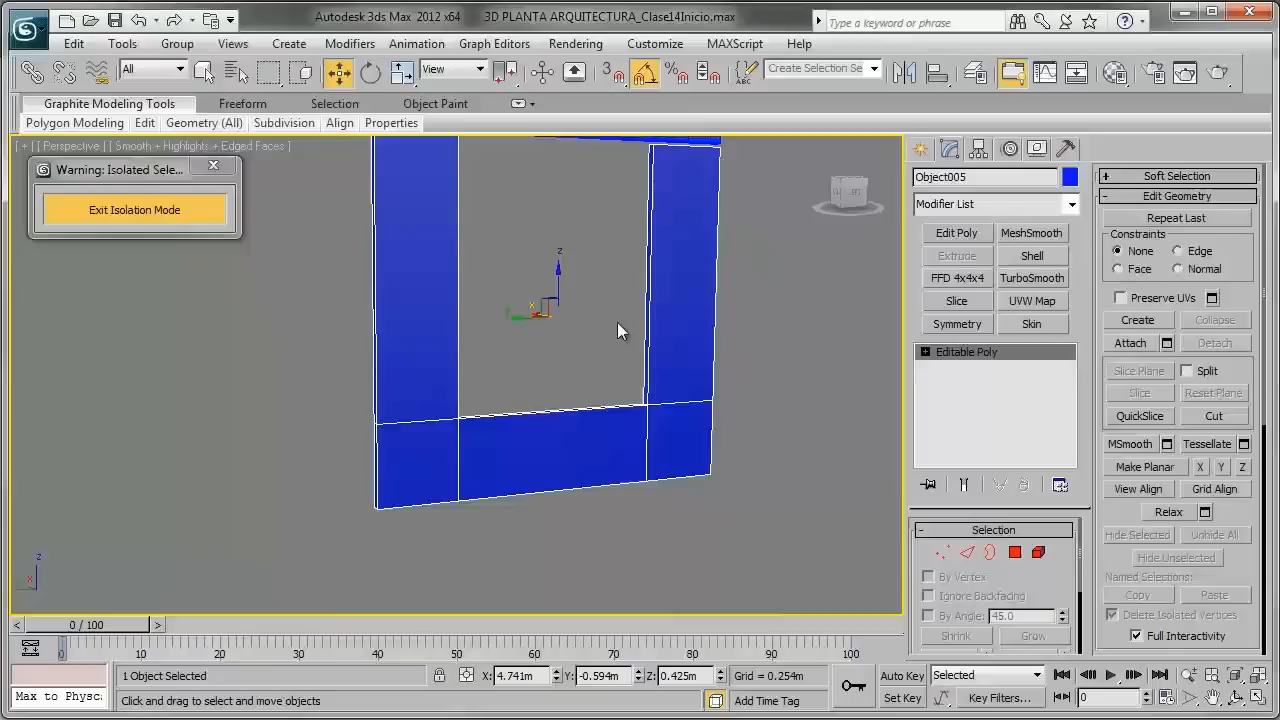 Autodesk 3ds Max 2012 x64 3D PLANTA ARQUITECTURA_Clase14Inicio.max Type a keyword or phrase
Edit Tools Group Views Create Modifiers Animation Graph Editors Rendering Customize MAXScript Help
All View 3 ABC Create Selection Se
Graphite Modeling Tools Freeform Selection Object Paint
Polygon Modeling Edit Geometry (All) Subdivision Align Properties
[ + ] [ Perspective ] [ Smooth + Highlights + Edged Faces ]
Warning: Isolated Sele...
Exit Isolation Mode
z
x
z
x
Object005
Modifier List
Edit Poly MeshSmooth
Extrude Shell
FFD 4x4x4 TurboSmooth
Slice UVW Map
Symmetry Skin
+ Editable Poly
- Selection
By Vertex
Ignore Backfacing
By Angle: 45.0
Shrink Grow
+ Soft Selection
- Edit Geometry
Repeat Last
Constraints
None Edge
Face Normal
Preserve UVs
Create Collapse
Attach Detach
Slice Plane Split
Slice Reset Plane
QuickSlice Cut
MSmooth Tessellate
Make Planar X Y Z
View Align Grid Align
Relax
Hide Selected Unhide All
Hide Unselected
Named Selections:
Copy Paste
Delete Isolated Vertices
Full Interactivity
< 0 / 100 >
0 10 20 30 40 50 60 70 80 90 100
1 Object Selected X: 4.741m Y: -0.594m Z: 0.425m Grid = 0.254m Auto Key Selected
Max to Physc Click and drag to select and move objects Add Time Tag Set Key Key Filters... 0